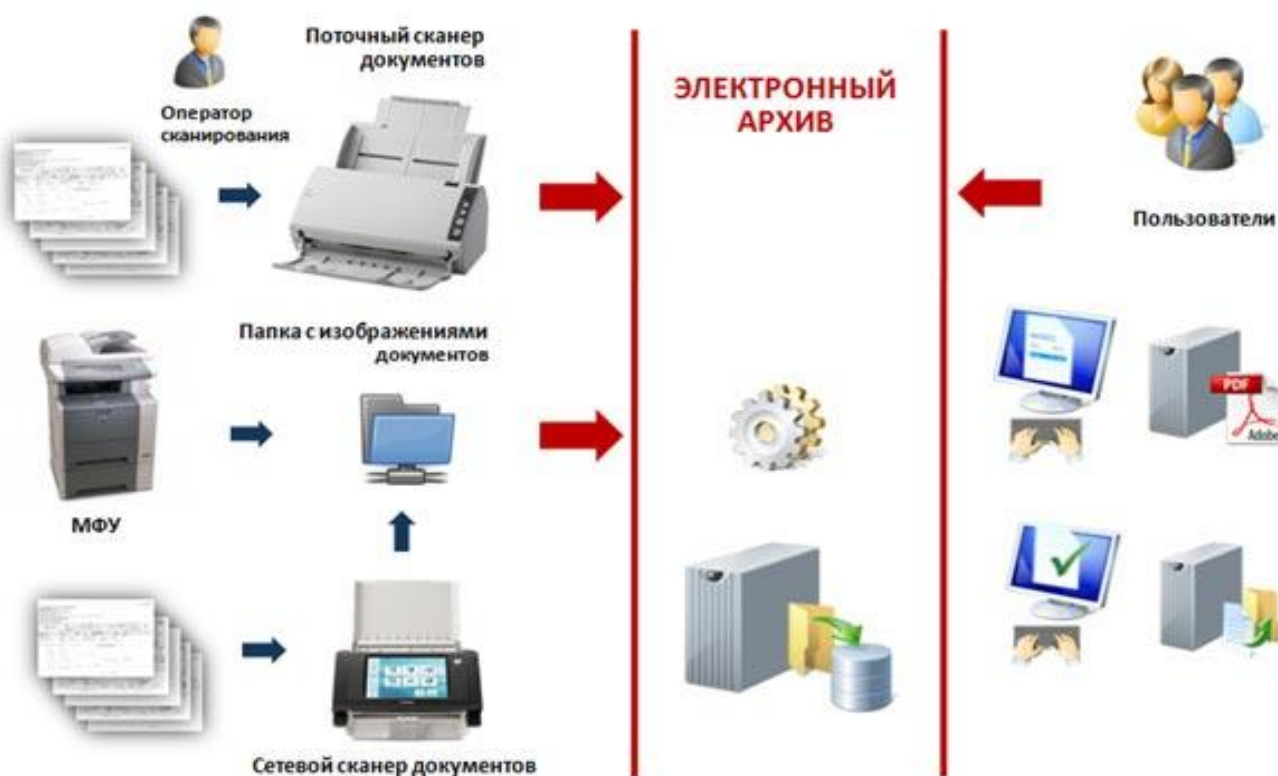 Поточный сканер
документов
Оператор
сканирования
ЭЛЕКТРОННЫЙ
АРХИВ
Пользователи
Папка с изображениями
документов
МФУ
PDF
Adobe
Сетевой сканер документов